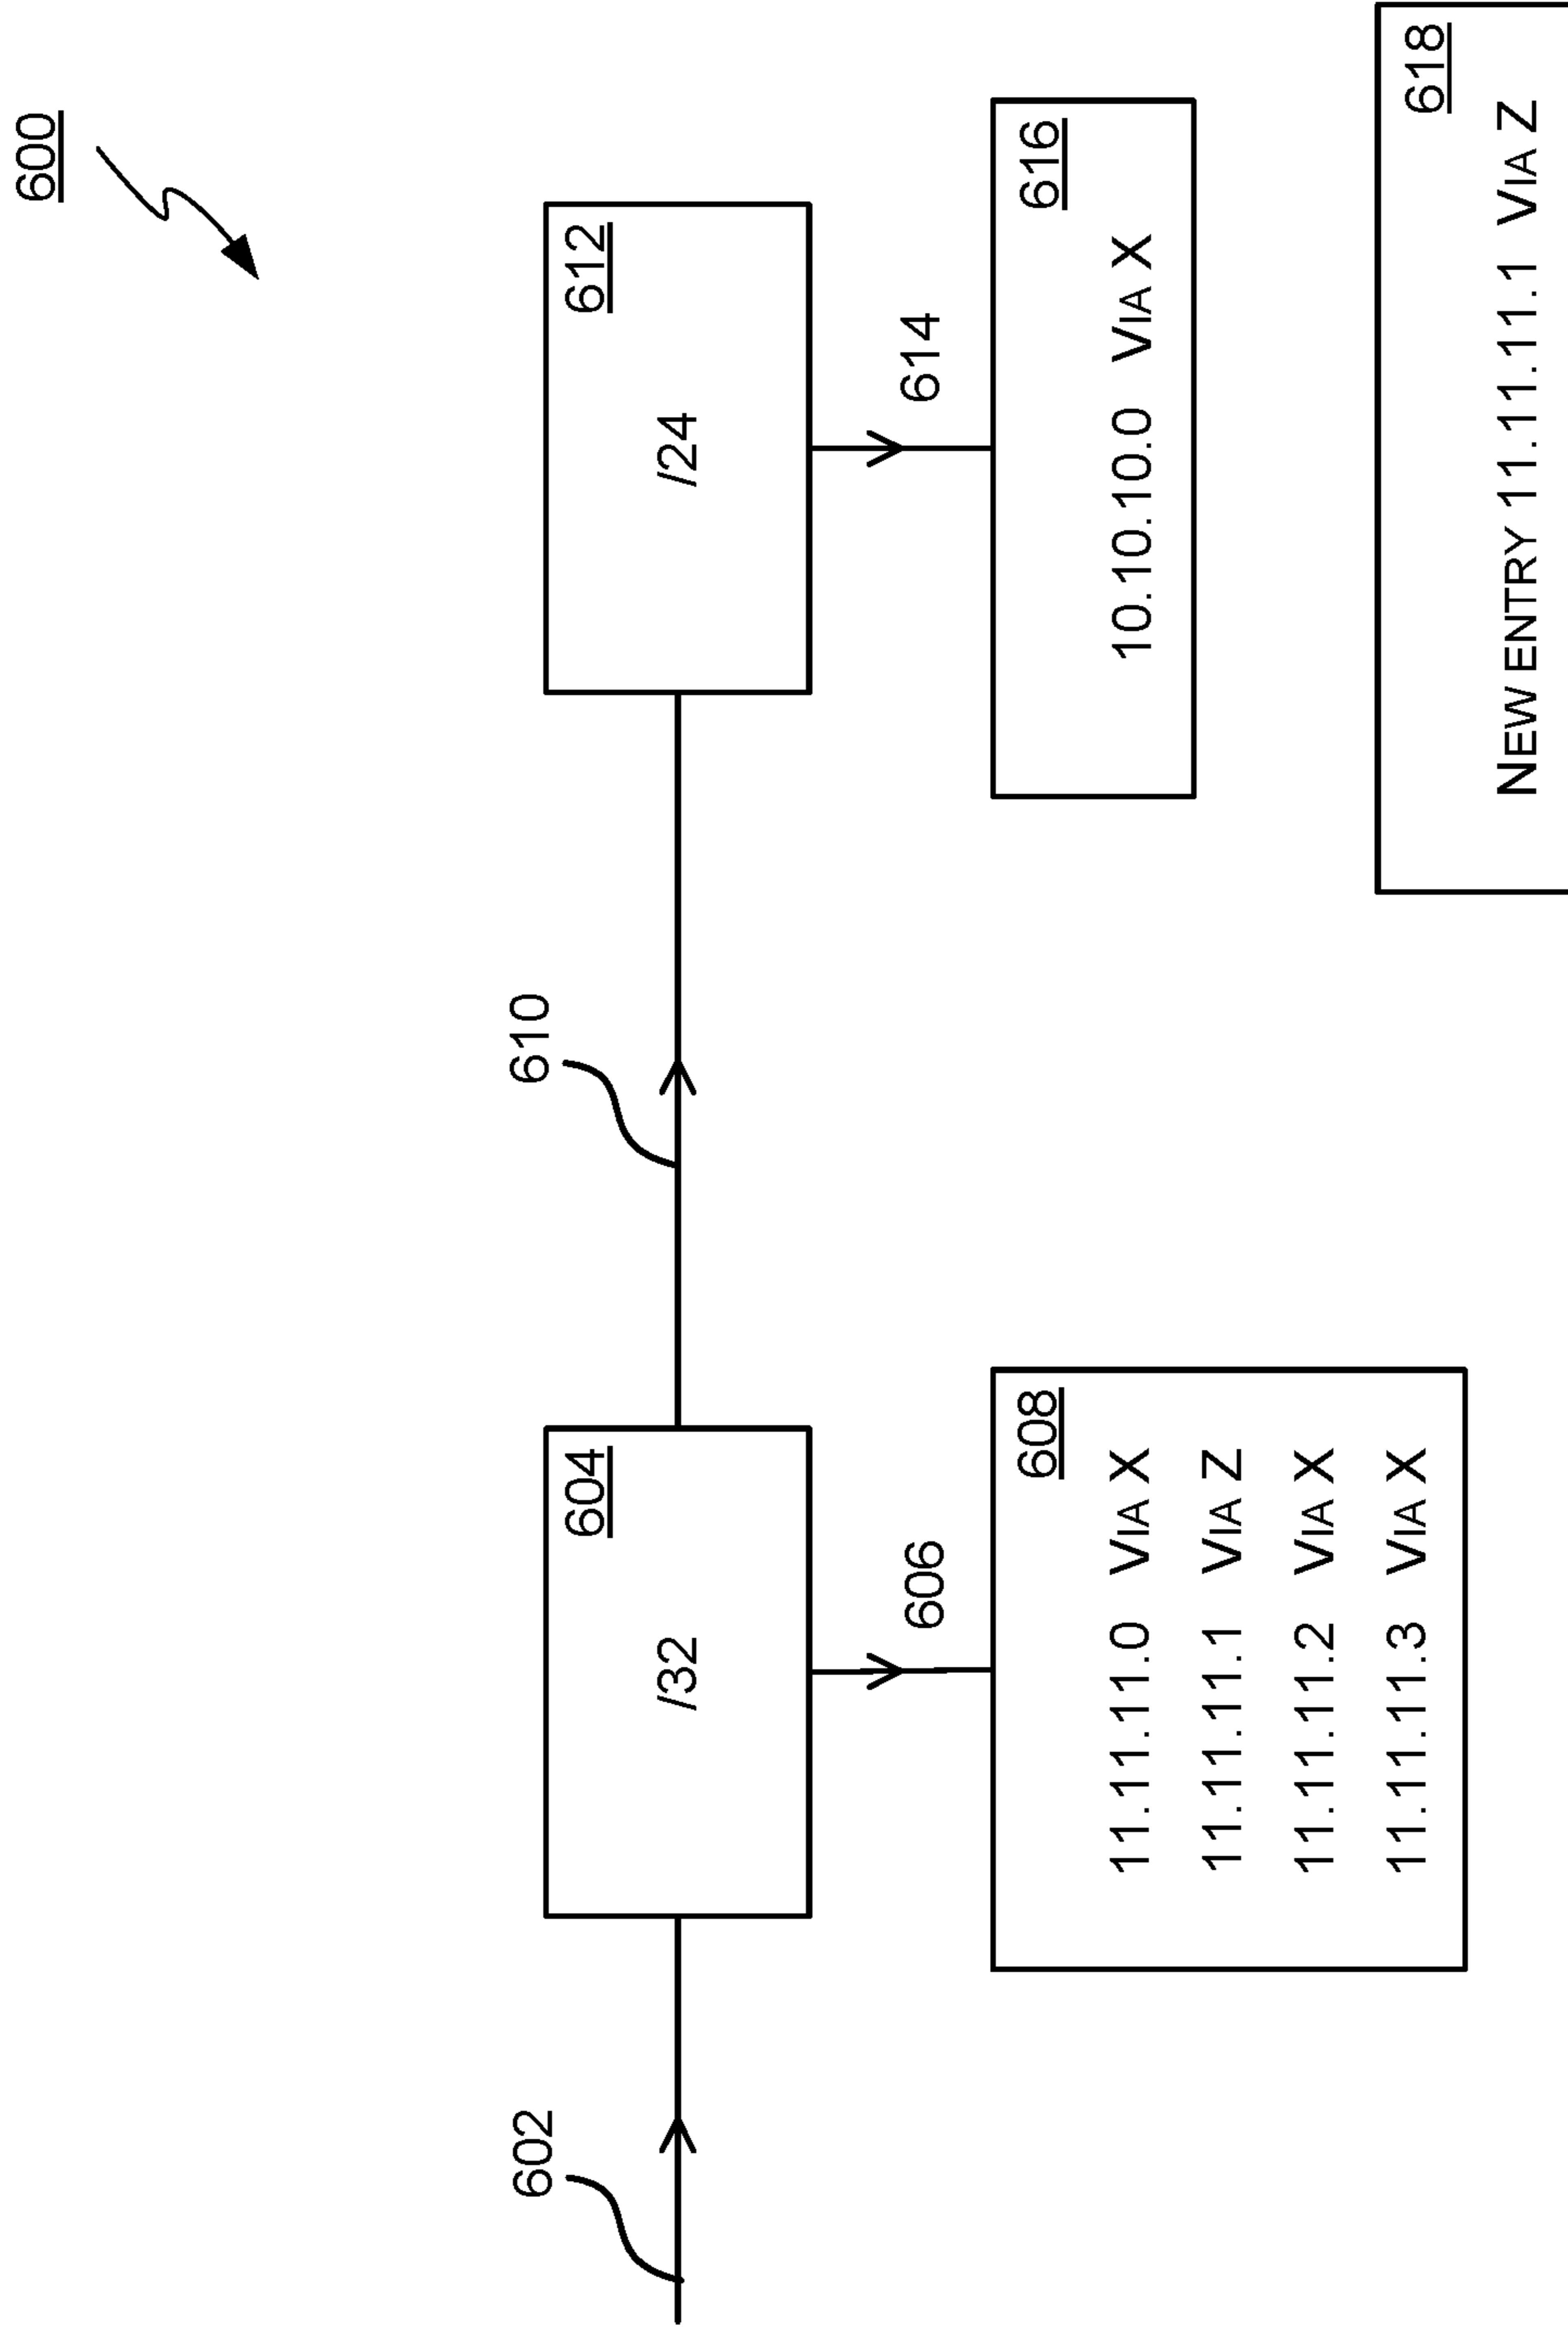 600
602
604
/32
610
612
/24
606
614
608
11.11.11.0 VIA X
11.11.11.1 VIA Z
11.11.11.2 VIA X
11.11.11.3 VIA X
616
10.10.10.0 VIA X
618
NEW ENTRY 11.11.11.1 VIA Z